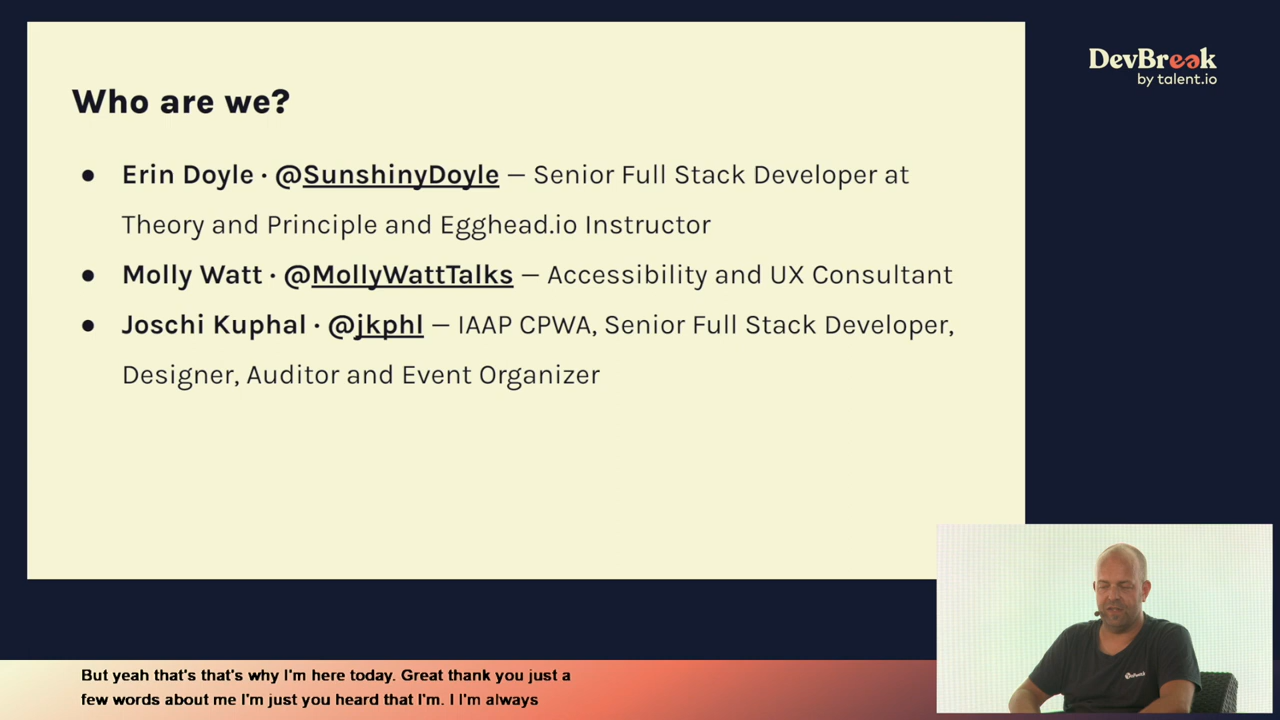 DevBreak
by talent.io
Who are we?
● Erin Doyle · @SunshinyDoyle — Senior Full Stack Developer at
Theory and Principle and Egghead.io Instructor
● Molly Watt · @MollyWattTalks — Accessibility and UX Consultant
● Joschi Kuphal · @jkphl — IAAP CPWA, Senior Full Stack Developer,
Designer, Auditor and Event Organizer
But yeah that's that's why I'm here today. Great thank you just a
few words about me I'm just you heard that I'm. I I'm always